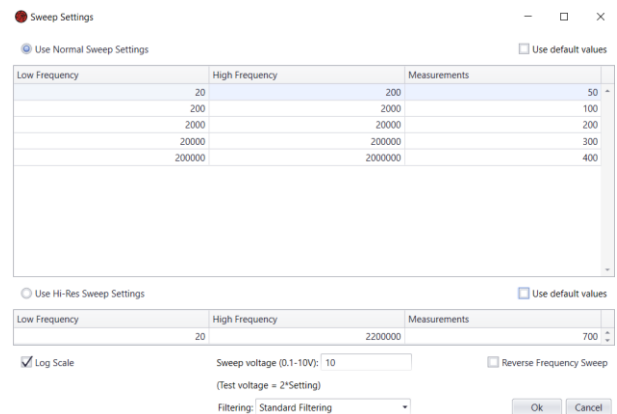 Sweep Settings
Use Normal Sweep Settings Use default values
Low Frequency High Frequency Measurements
20 200 50
200 2000 100
2000 20000 200
20000 200000 300
200000 2000000 400
Use Hi-Res Sweep Settings Use default values
Low Frequency High Frequency Measurements
20 2200000 700
Log Scale Sweep voltage (0.1-10V): 10 Reverse Frequency Sweep
(Test voltage = 2*Setting)
Filtering: Standard Filtering Ok Cancel